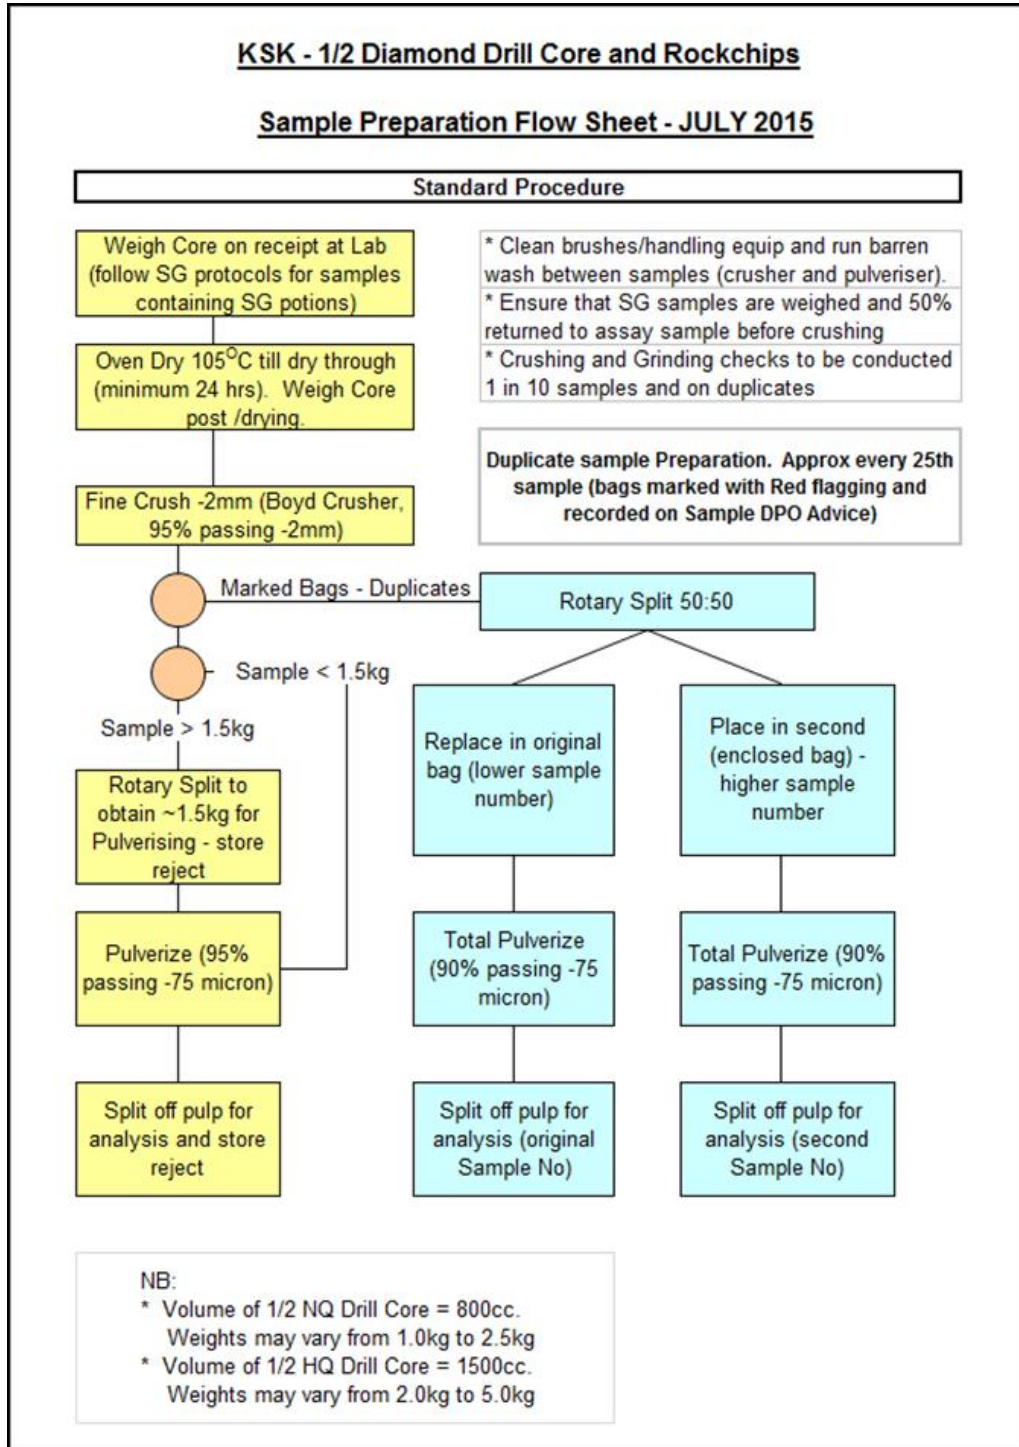 KSK - 1/2 Diamond Drill Core and Rockchips
Sample Preparation Flow Sheet - JULY 2015
Standard Procedure
Weigh Core on receipt at Lab
(follow SG protocols for samples
containing SG potions)
* Clean brushes/handling equip and run barren
wash between samples (crusher and pulveriser).
* Ensure that SG samples are weighed and 50%
returned to assay sample before crushing
* Crushing and Grinding checks to be conducted
1 in 10 samples and on duplicates
Oven Dry 105°C till dry through
(minimum 24 hrs). Weigh Core
post /drying.
Duplicate sample Preparation. Approx every 25th
sample (bags marked with Red flagging and
recorded on Sample DPO Advice)
Fine Crush -2mm (Boyd Crusher,
95% passing -2mm)
Marked Bags - Duplicates
Rotary Split 50:50
Sample < 1.5kg
Sample > 1.5kg
Rotary Split to
obtain ~1.5kg for
Pulverising - store
reject
Replace in original
bag (lower sample
number)
Place in second
(enclosed bag) -
higher sample
number
Pulverize (95%
passing -75 micron)
Total Pulverize
(90% passing -75
micron)
Total Pulverize (90%
passing -75 micron)
Split off pulp for
analysis and store
reject
Split off pulp for
analysis (original
Sample No)
Split off pulp for
analysis (second
Sample No)
NB:
* Volume of 1/2 NQ Drill Core = 800cc.
Weights may vary from 1.0kg to 2.5kg
* Volume of 1/2 HQ Drill Core = 1500cc.
Weights may vary from 2.0kg to 5.0kg